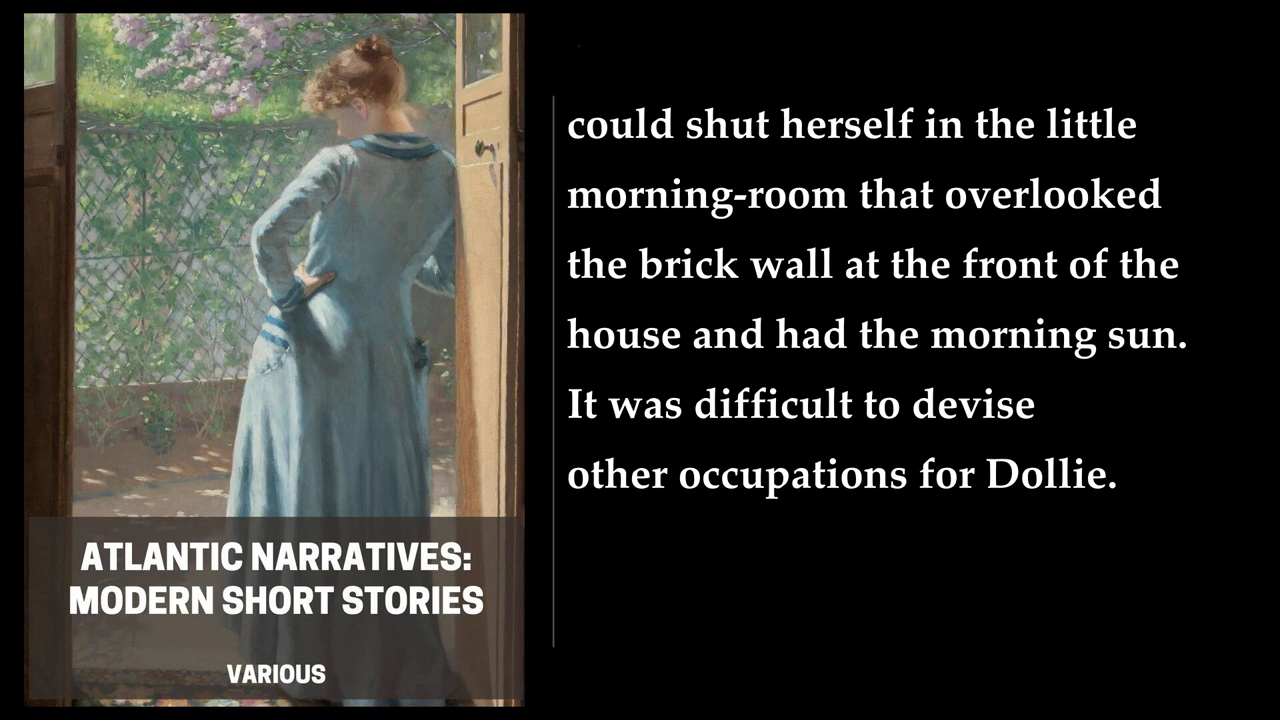 ATLANTIC NARRATIVES:
MODERN SHORT STORIES
VARIOUS
could shut herself in the little
morning-room that overlooked
the brick wall at the front of the
house and had the morning sun.
It was difficult to devise
other occupations for Dollie.